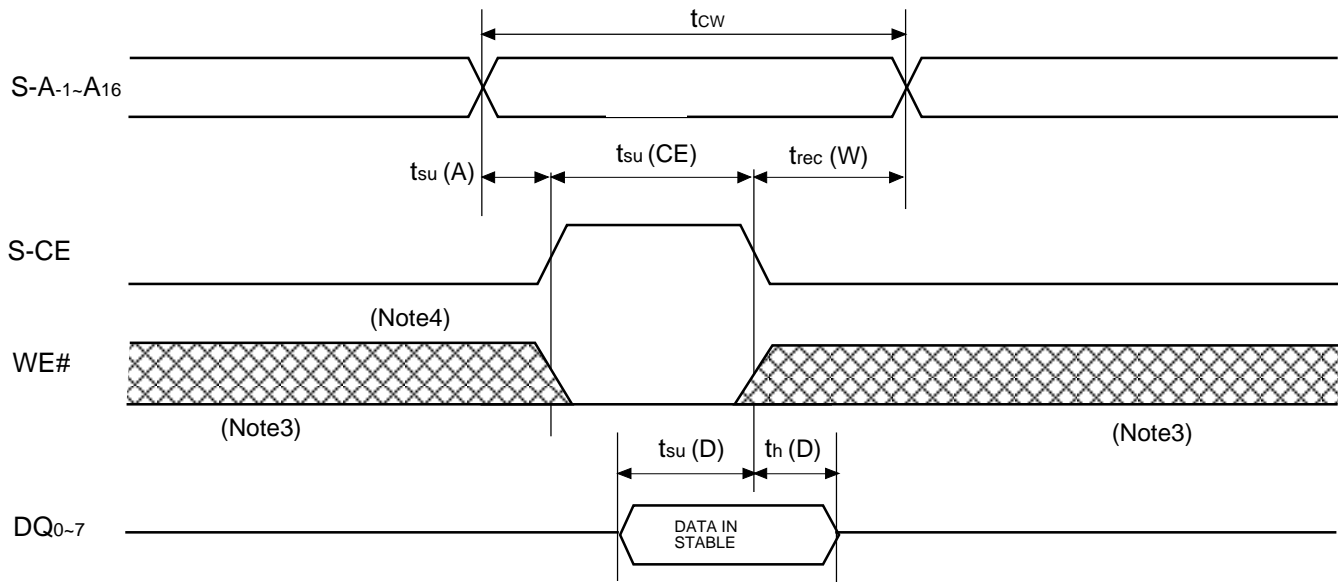 tCW
S-A-1~A16
tsu (A)
tsu (CE)
trec (W)
S-CE
(Note4)
WE#
(Note3)
(Note3)
tsu (D)
th (D)
DQ0~7
DATA IN
STABLE